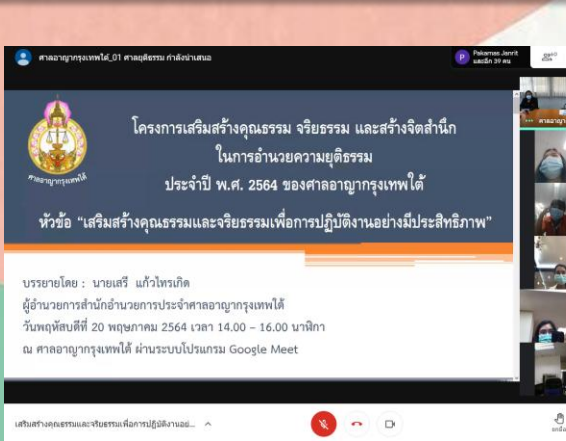 ศาลอาญากรุงเทพใต้_01 ศาลยุติธรรม กำลังนำเสนอ
P Pakamas Janrit
และอีก 39 คน
ศาลอาญากรุงเทพใต้
โครงการเสริมสร้างคุณธรรม จริยธรรม และสร้างจิตสำนึก
ในการอำนวยความยุติธรรม
ประจำปี พ.ศ. 2564 ของศาลอาญากรุงเทพใต้
หัวข้อ “เสริมสร้างคุณธรรมและจริยธรรมเพื่อการปฏิบัติงานอย่างมีประสิทธิภาพ”
บรรยายโดย : นายเสรี แก้วไทรเกิด
ผู้อำนวยการสำนักอำนวยการประจำศาลอาญากรุงเทพใต้
วันพฤหัสบดีที่ 20 พฤษภาคม 2564 เวลา 14.00 – 16.00 นาฬิกา
ณ ศาลอาญากรุงเทพใต้ ผ่านระบบโปรแกรม Google Meet
เสริมสร้างคุณธรรมและจริยธรรมเพื่อการปฏิบัติงานอย่...